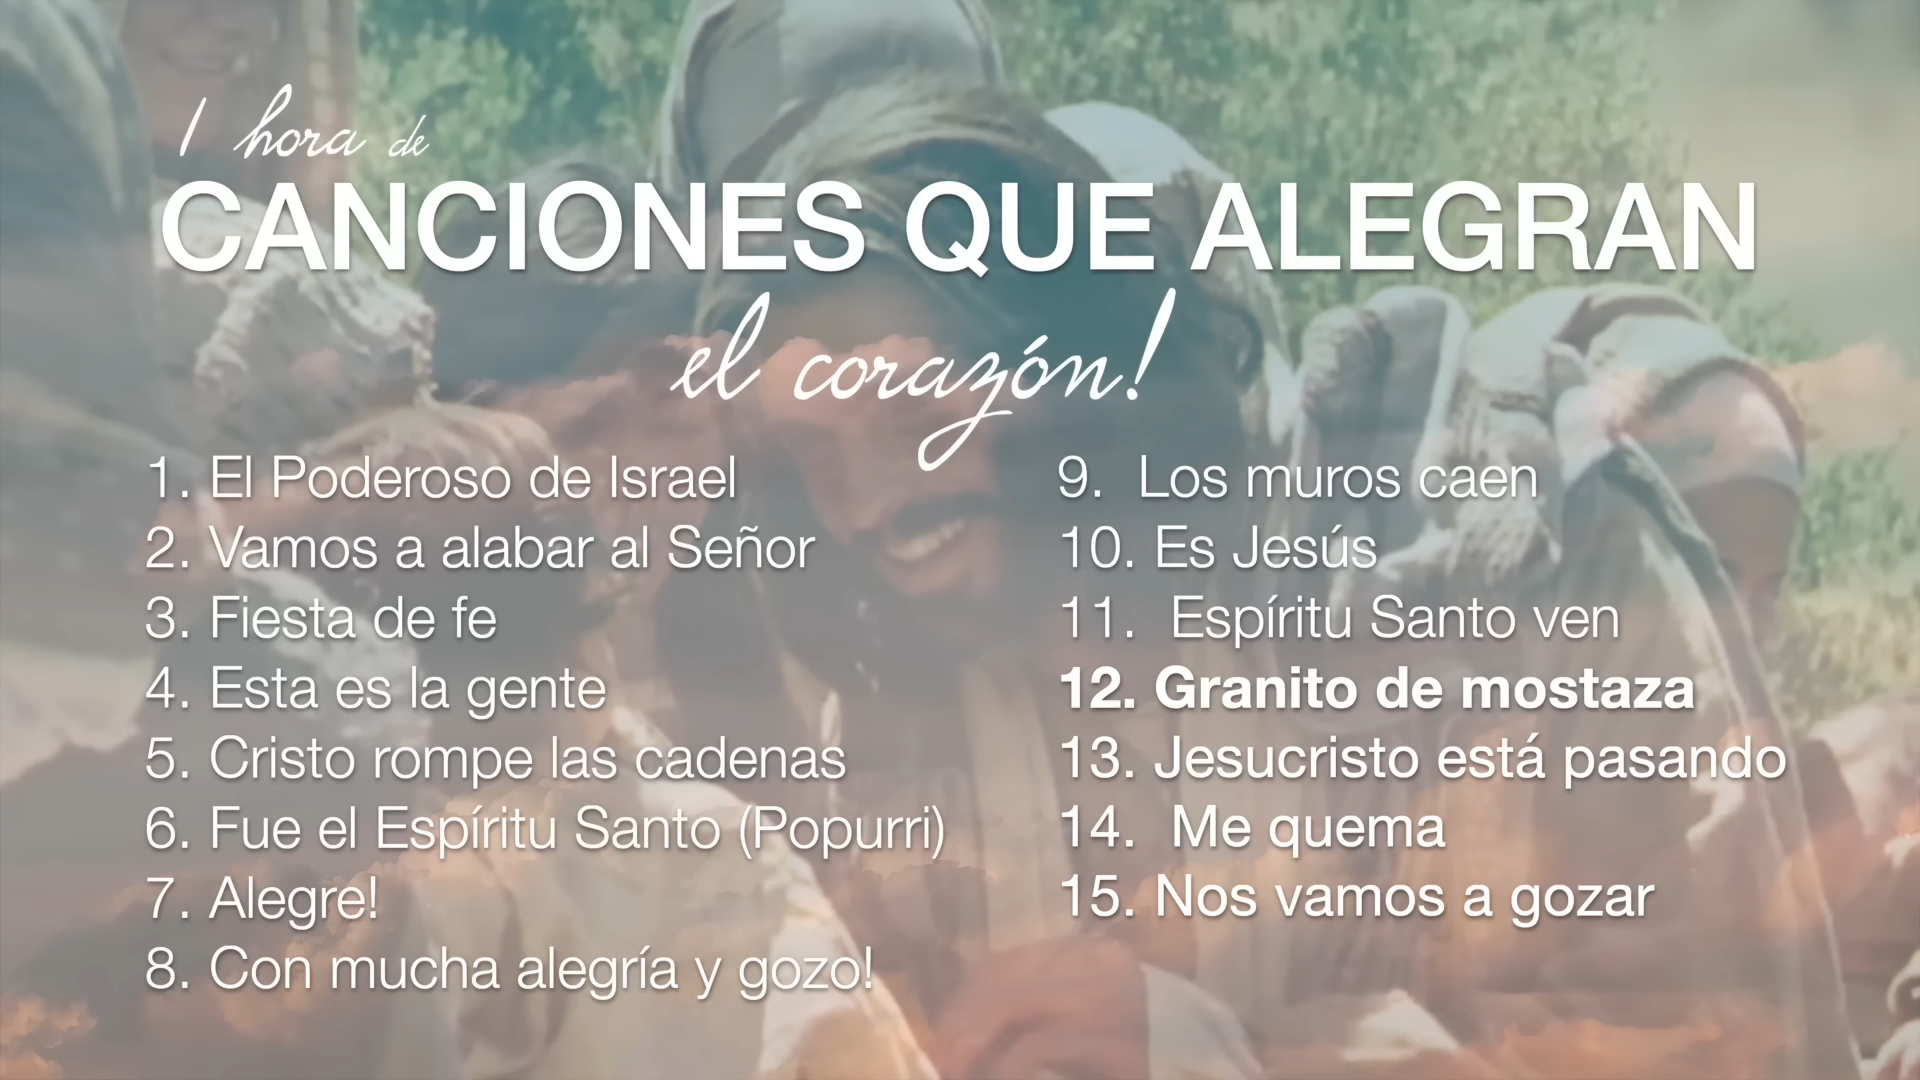 1 hora de
CANCIONES QUE ALEGRAN
el corazón!
1. El Poderoso de Israel
2. Vamos a alabar al Señor
3. Fiesta de fe
4. Esta es la gente
5. Cristo rompe las cadenas
6. Fue el Espíritu Santo (Popurri)
7. Alegre!
8. Con mucha alegría y gozo!
9. Los muros caen
10. Es Jesús
11. Espíritu Santo ven
12. Granito de mostaza
13. Jesucristo está pasando
14. Me quema
15. Nos vamos a gozar